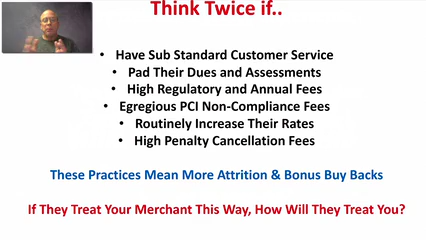 Think Twice if..
• Have Sub Standard Customer Service
• Pad Their Dues and Assessments
• High Regulatory and Annual Fees
• Egregious PCI Non-Compliance Fees
• Routinely Increase Their Rates
• High Penalty Cancellation Fees
These Practices Mean More Attrition & Bonus Buy Backs
If They Treat Your Merchant This Way, How Will They Treat You?